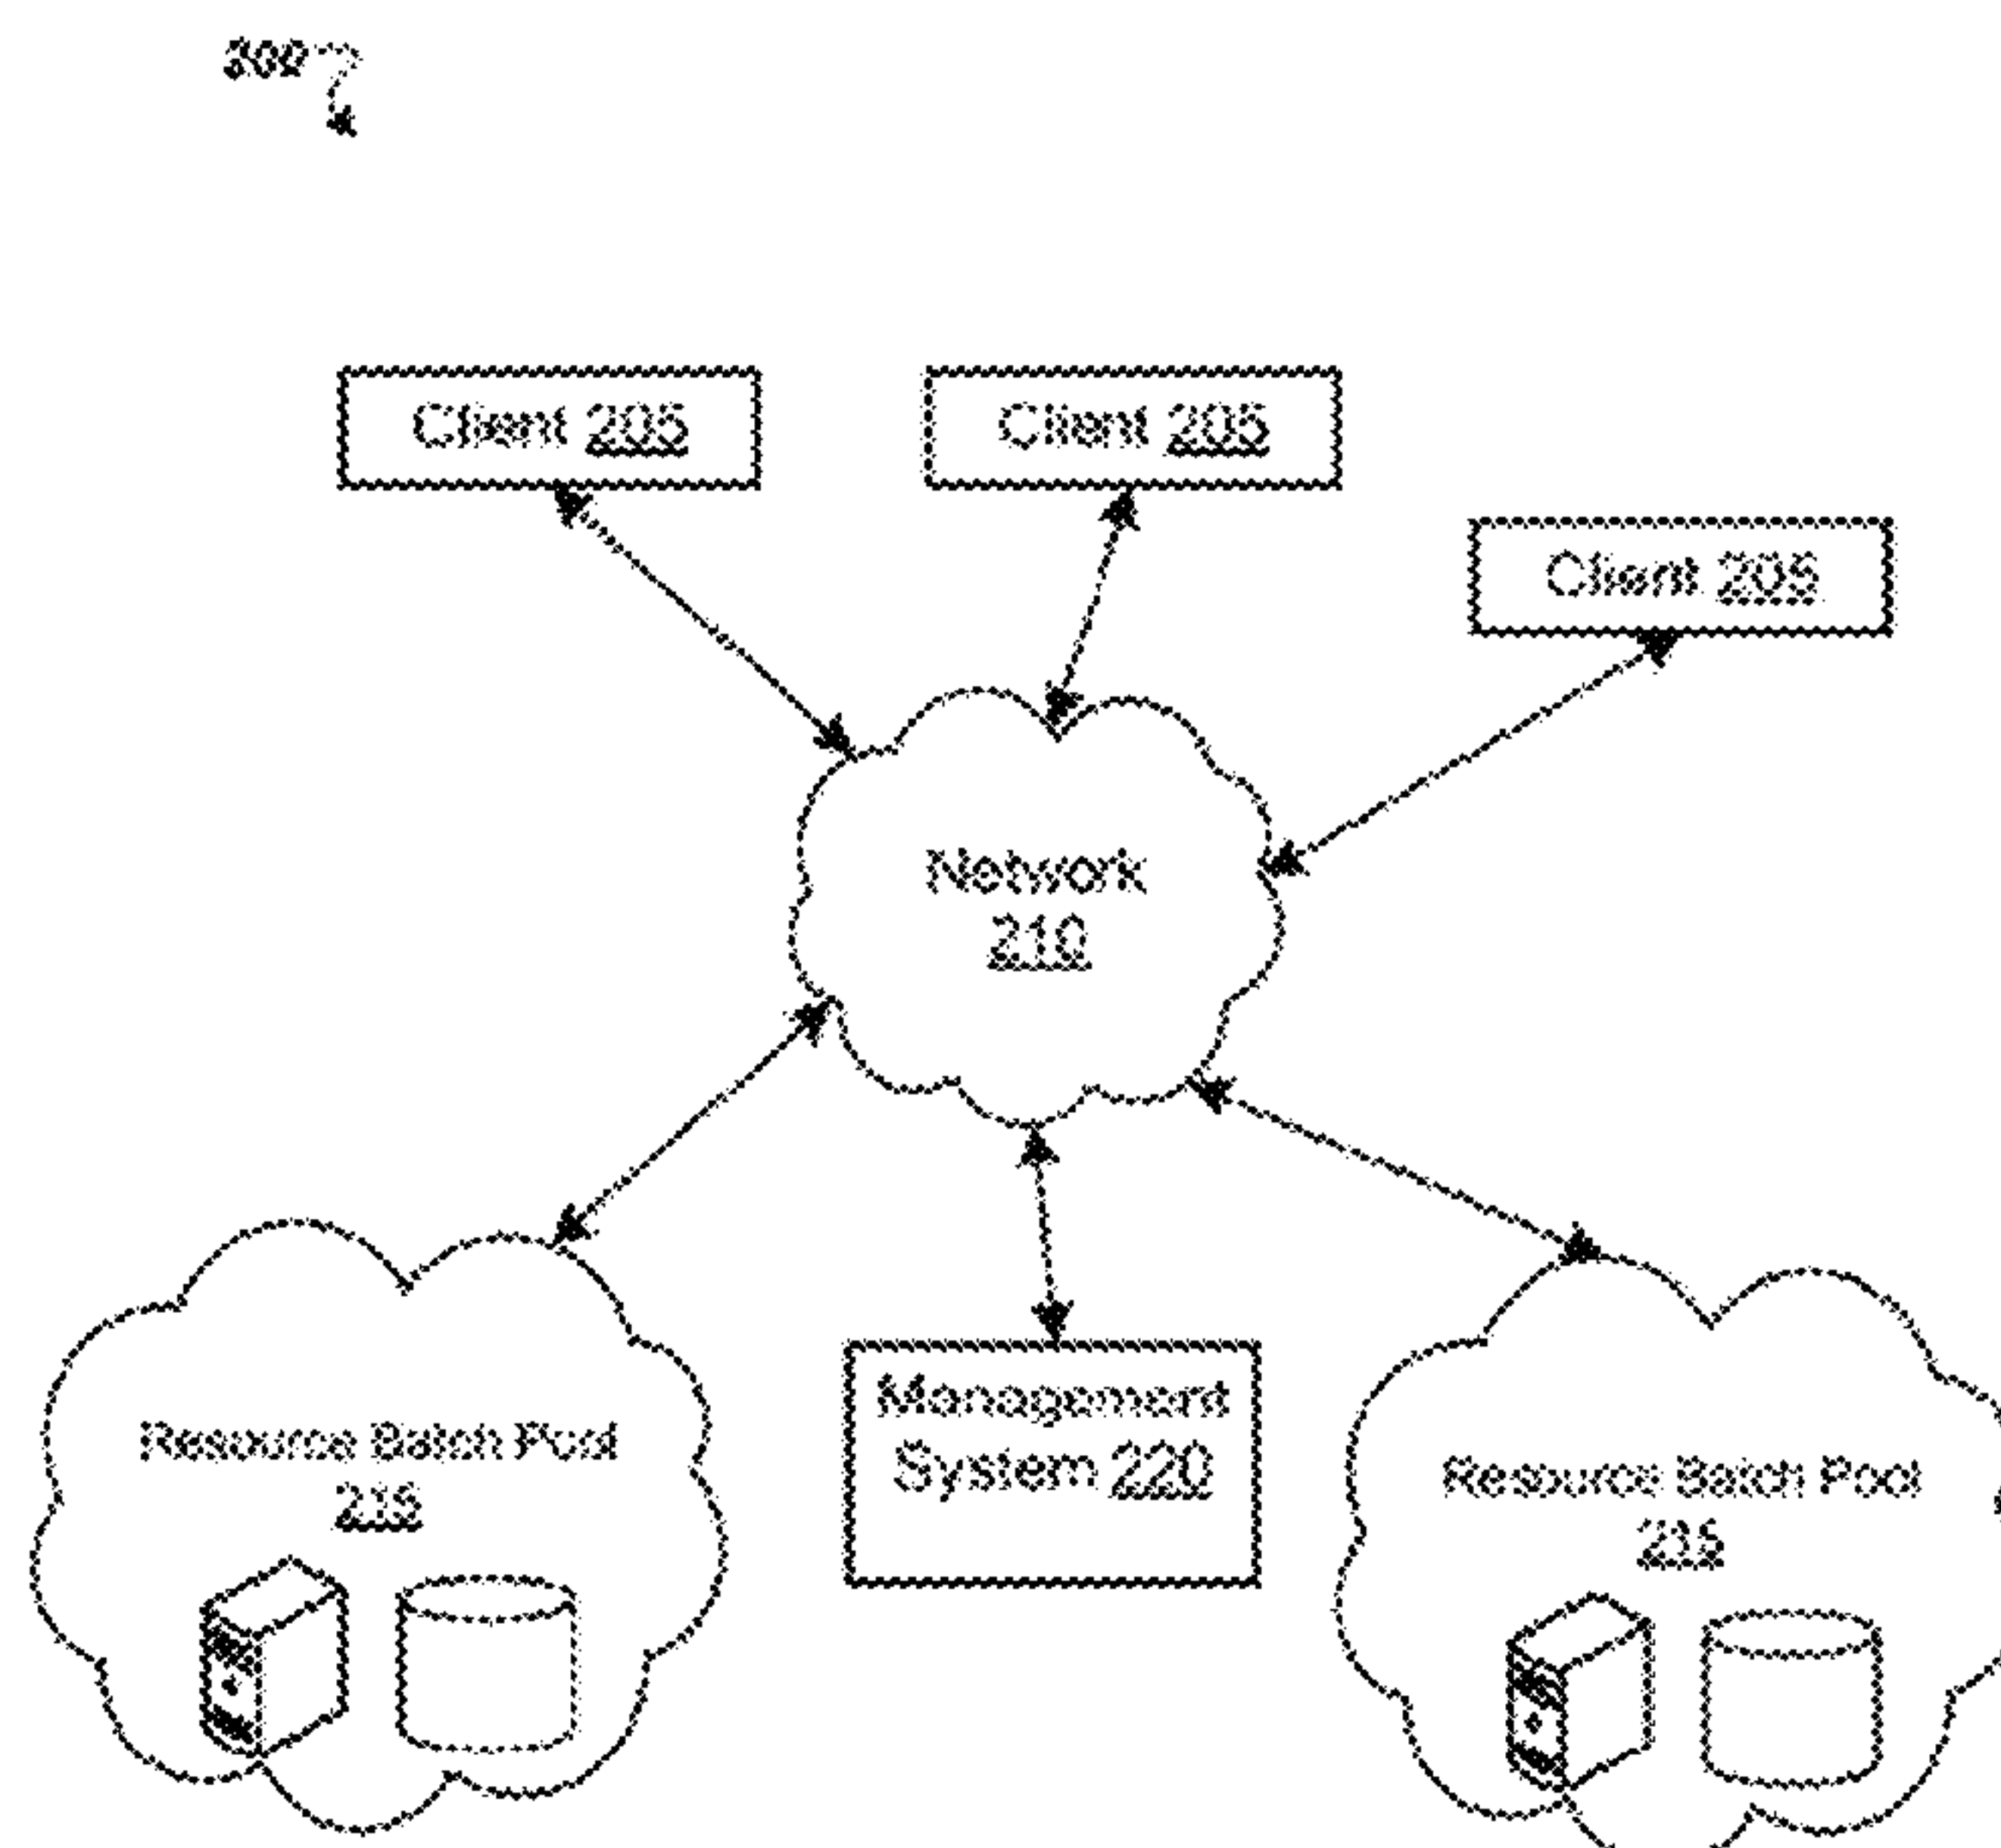 200
Client 205
Client 205
Client 205
Network
210
Resource Batch Pool
215
Management
System 220
Resource Batch Pool
215